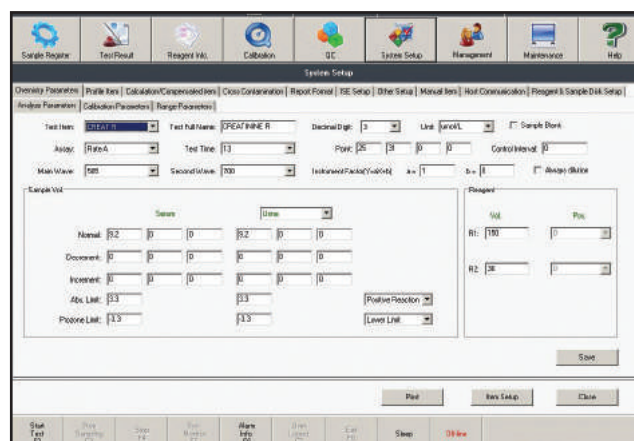 Sample Register Test Result Reagent Info. Calibration QC System Setup Management Maintenance Help
System Setup
Chemistry Parameters Profile Item Calculation/Compensated Item Cross Contamination Report Format ISE Setup Other Setup Manual Item Host Communication Reagent & Sample Disk Setup
Analyze Parameters Calibration Parameters Range Parameters
Test Item: CREAT R Test Full Name: CREATININE R Decimal Digit: 3 Unit: umol/L Sample Blank
Assay: Rate A Test Time: 13 Point: 25 31 0 0 Control Interval: 0
Main Wave: 505 Second Wave: 700 Instrument Factor(Y=aX+b) a= 1 b= Always dilution
Sample Vol. Reagent
Serum Urine Vol. Pos.
Normal: 9.2 0 0 9.2 0 0 R1: 0
Decrement: 0 0 0 0 0 0
Increment: 0 0 0 0 0 0 R2: 0
Abs. Limit: 3.3 3.3 Positive Reaction
Prozone Limit: -3.3 -3.3 Lower Limit
Save
Print Item Setup Close
Start Test Stop Alarm Info Exit Sleep Off-line